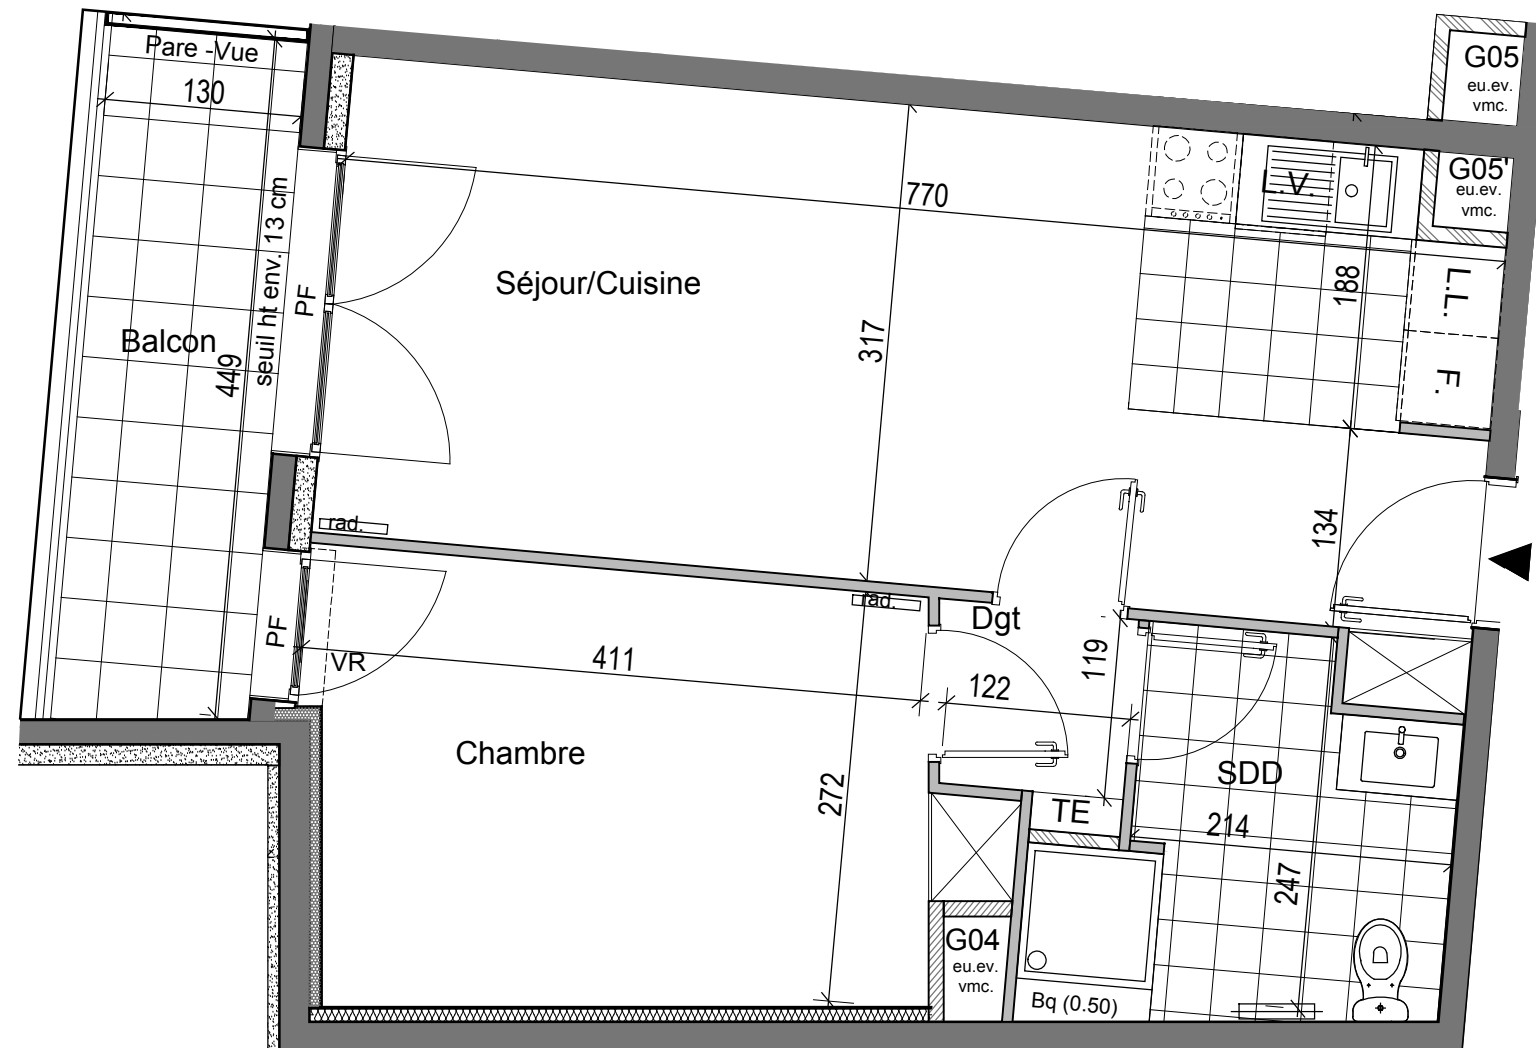 Pare -Vue
130
G05
eu.ev.
vmc.
G05'
eu.ev.
vmc.
L.V.
770
seuil ht env. 13 cm
PF
Séjour/Cuisine
188
L.L.
Balcon
449
317
F.
rad.
134
rad.
Dgt
PF
VR
411
119
122
Chambre
272
SDD
TE
214
247
G04
eu.ev.
vmc.
Bq (0.50)